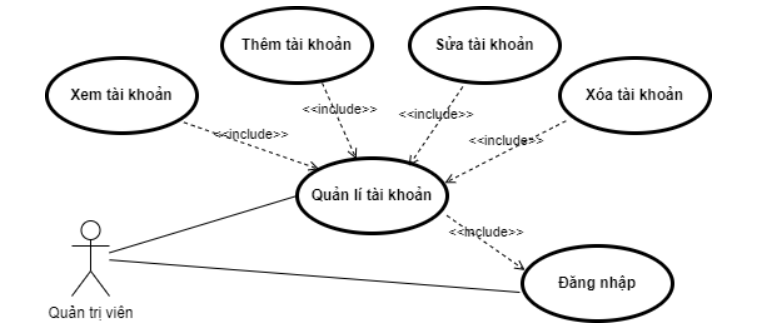 Thêm tài khoản
Sửa tài khoản
Xem tài khoản
Xóa tài khoản
<<include>>
<<include>>
<<include>>
<<include>>
Quản lí tài khoản
<<include>>
Đăng nhập
Quản trị viên